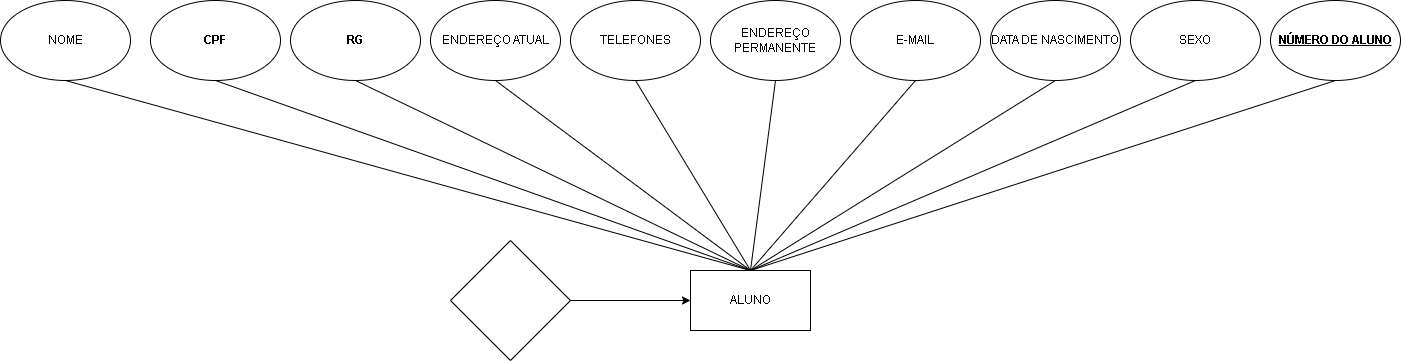 NOME
CPF
RG
ENDEREÇO ATUAL
TELEFONES
ENDEREÇO
PERMANENTE
E-MAIL
DATA DE NASCIMENTO
SEXO
NÚMERO DO ALUNO
ALUNO